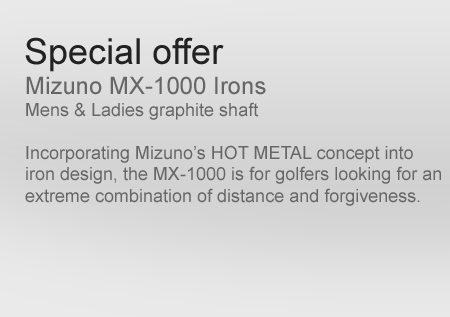 Special offer
Mizuno MX-1000 Irons
Mens & Ladies graphite shaft
Incorporating Mizuno’s HOT METAL concept into
iron design, the MX-1000 is for golfers looking for an
extreme combination of distance and forgiveness.